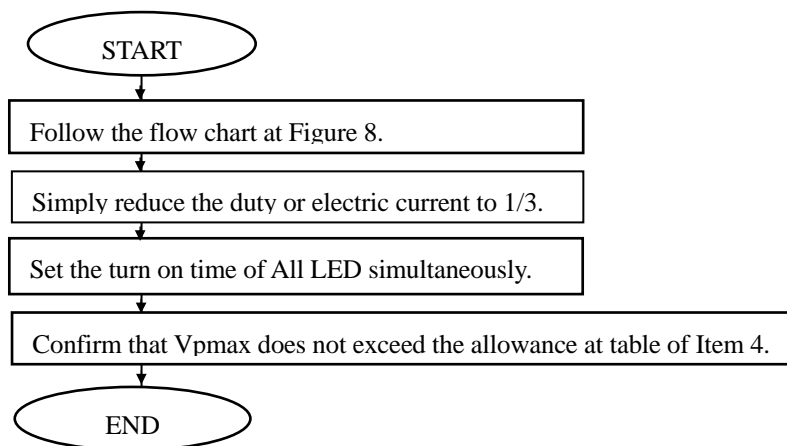 START
Follow the flow chart at Figure 8.
Simply reduce the duty or electric current to 1/3.
Set the turn on time of All LED simultaneously.
Confirm that Vpmax does not exceed the allowance at table of Item 4.
END